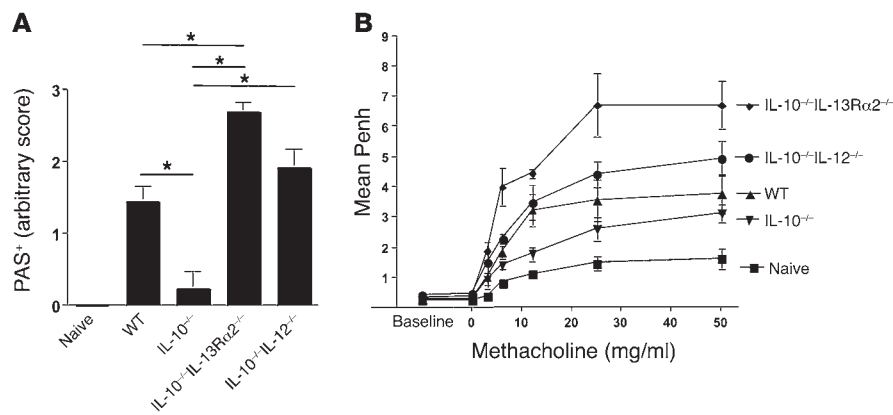 A
PAS⁺ (arbitrary score)
3
2
1
0
*
*
*
*
Naive
WT
IL-10⁻/⁻
IL-10⁻/⁻IL-13Rα2⁻/⁻
IL-10⁻/⁻IL-12⁻/⁻
B
Mean Penh
9
8
7
6
5
4
3
2
1
Baseline
0
10
20
30
40
50
Methacholine (mg/ml)
IL-10⁻/⁻IL-13Rα2⁻/⁻
IL-10⁻/⁻IL-12⁻/⁻
WT
IL-10⁻/⁻
Naive